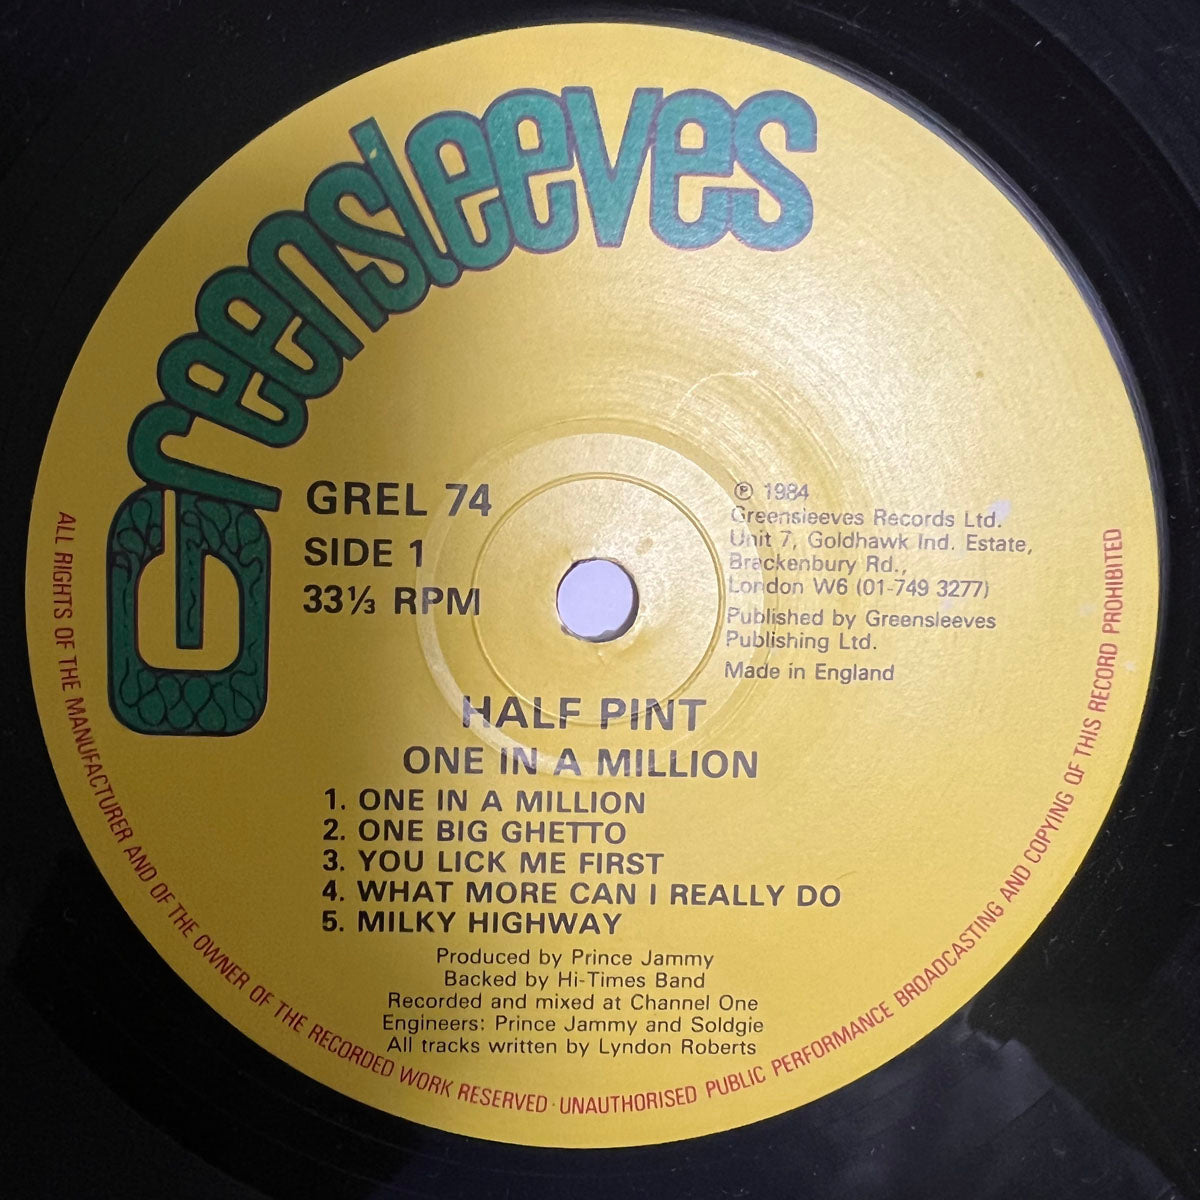 Greensleeves
GREL 74
SIDE 1
33⅓ RPM
℗ 1984
Greensleeves Records Ltd.
Unit 7, Goldhawk Ind. Estate,
Brackenbury Rd.,
London W6 (01-749 3277)
Published by Greensleeves
Publishing Ltd.
Made in England
HALF PINT
ONE IN A MILLION
1. ONE IN A MILLION
2. ONE BIG GHETTO
3. YOU LICK ME FIRST
4. WHAT MORE CAN I REALLY DO
5. MILKY HIGHWAY
Produced by Prince Jammy
Backed by Hi-Times Band
Recorded and mixed at Channel One
Engineers: Prince Jammy and Soldgie
All tracks written by Lyndon Roberts
ALL RIGHTS OF THE MANUFACTURER AND OF THE OWNER OF THE RECORDED WORK RESERVED · UNAUTHORISED PUBLIC PERFORMANCE BROADCASTING AND COPYING OF THIS RECORD PROHIBITED